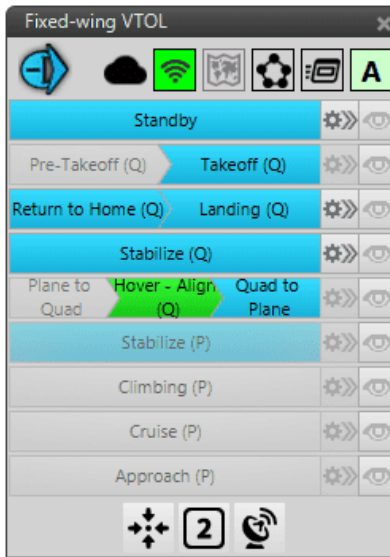 Fixed-wing VTOL
A
Standby
Pre-Takeoff (Q) Takeoff (Q)
Return to Home (Q) Landing (Q)
Stabilize (Q)
Plane to Hover - Align Quad to
Quad (Q) Plane
Stabilize (P)
Climbing (P)
Cruise (P)
Approach (P)
2